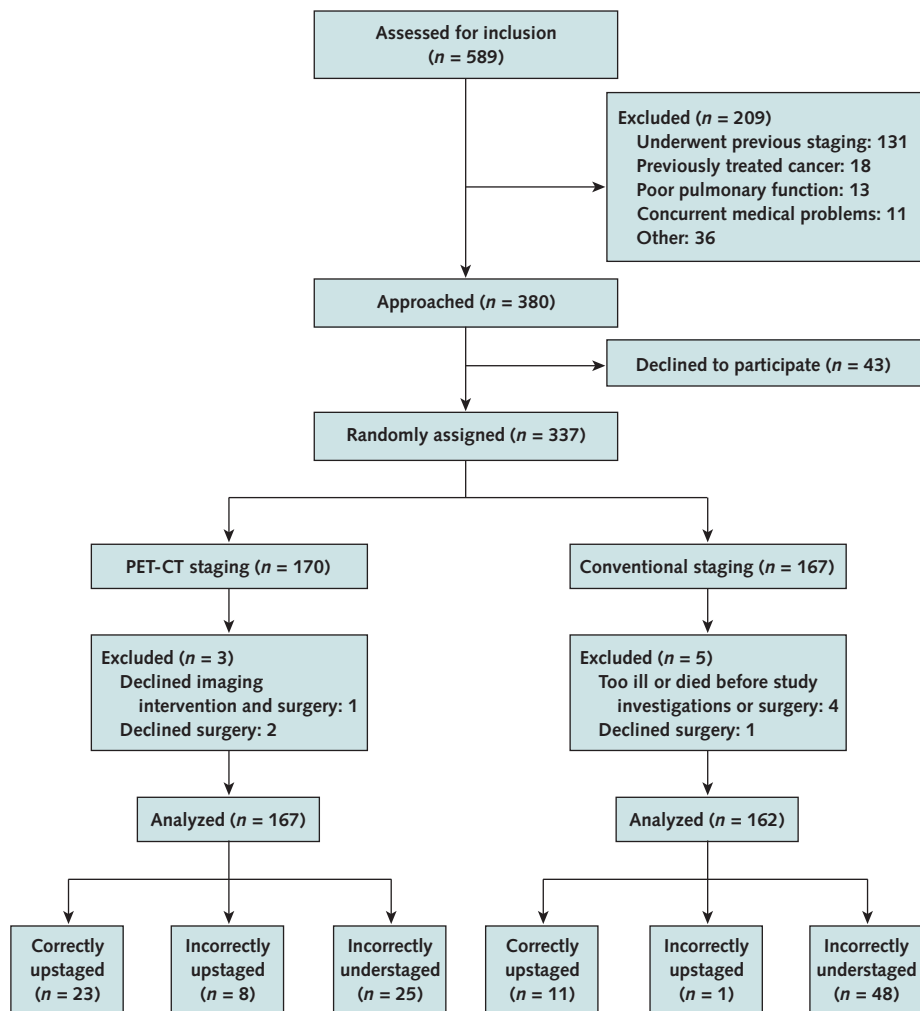 Assessed for inclusion
(n = 589)
Excluded (n = 209)
Underwent previous staging: 131
Previously treated cancer: 18
Poor pulmonary function: 13
Concurrent medical problems: 11
Other: 36
Approached (n = 380)
Declined to participate (n = 43)
Randomly assigned (n = 337)
PET-CT staging (n = 170)
Conventional staging (n = 167)
Excluded (n = 3)
Declined imaging
intervention and surgery: 1
Declined surgery: 2
Excluded (n = 5)
Too ill or died before study
investigations or surgery: 4
Declined surgery: 1
Analyzed (n = 167)
Analyzed (n = 162)
Correctly
upstaged
(n = 23)
Incorrectly
upstaged
(n = 8)
Incorrectly
understaged
(n = 25)
Correctly
upstaged
(n = 11)
Incorrectly
upstaged
(n = 1)
Incorrectly
understaged
(n = 48)